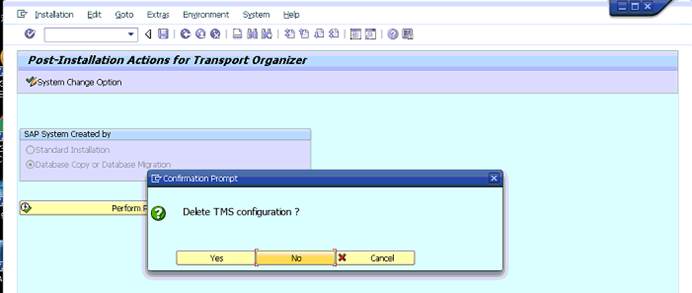 Installation Edit Goto Extras Environment System Help
Post-Installation Actions for Transport Organizer
System Change Option
SAP System Created by
Standard Installation
Database Copy or Database Migration
Confirmation Prompt
Delete TMS configuration ?
Perform
Yes No Cancel